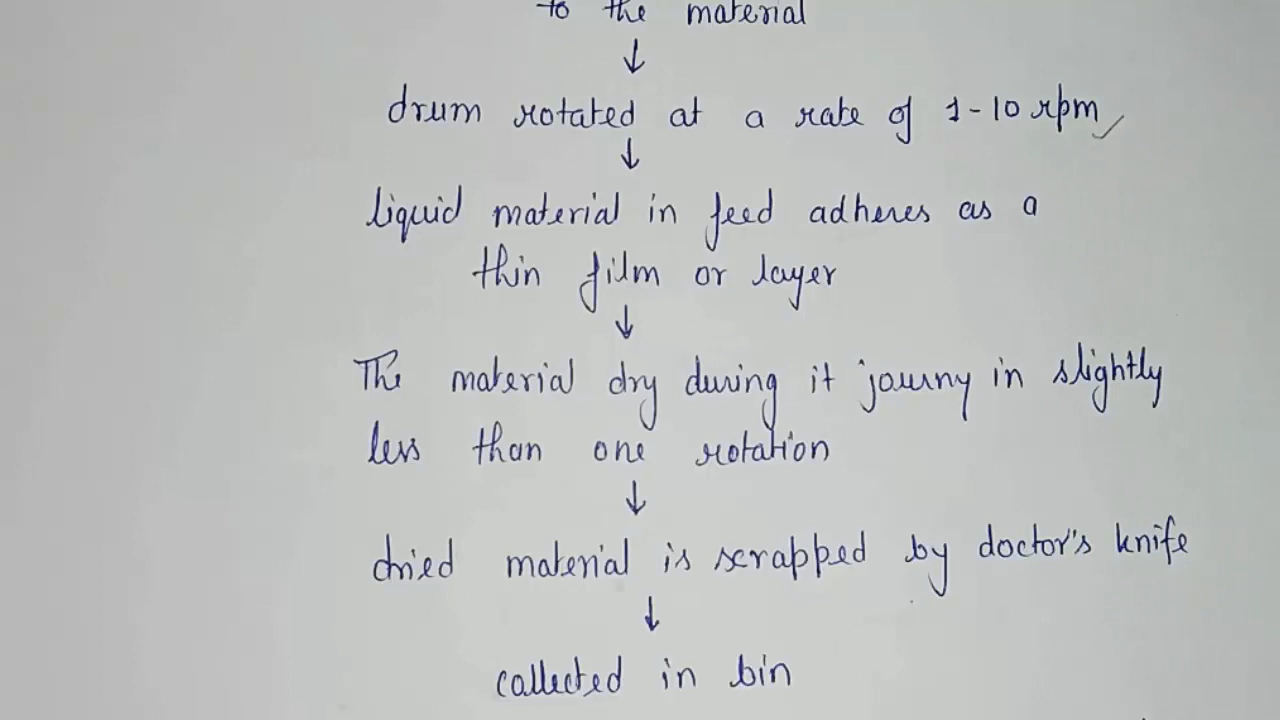 to the material
↓
drum rotated at a rate of 1-10 rpm
↓
liquid material in feed adheres as a
thin film or layer
↓
The material dry during it journy in slightly
less than one rotation
↓
dried material is scrapped by doctor's knife
↓
collected in bin